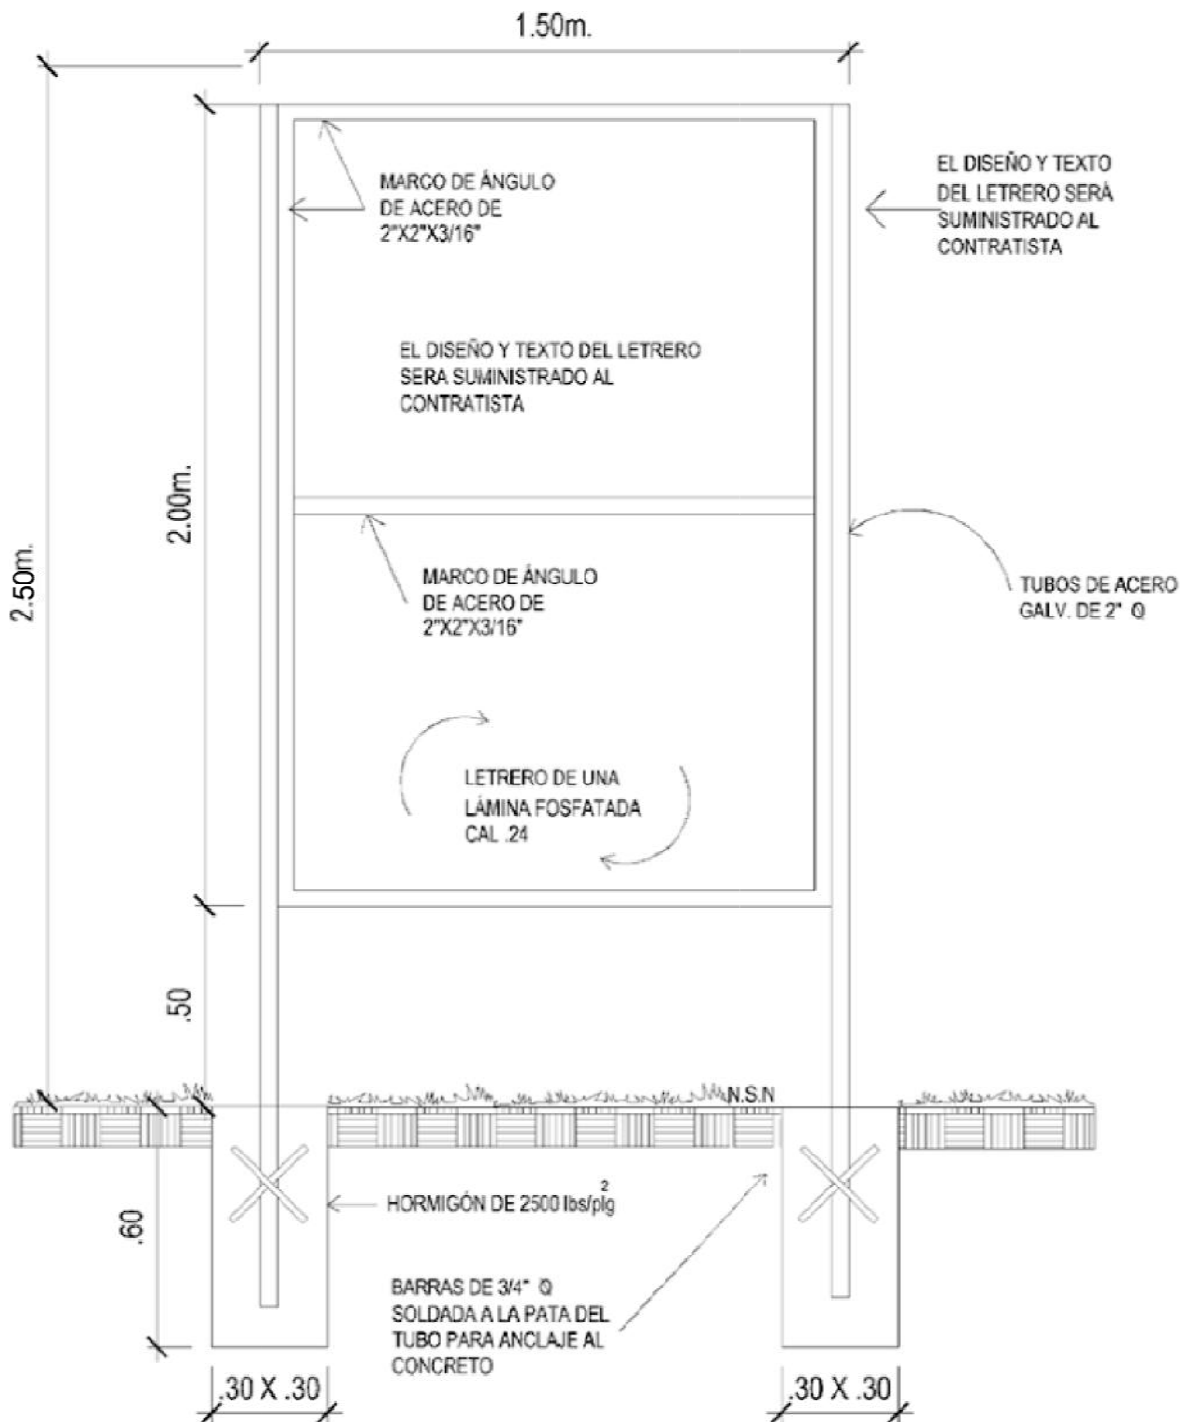 1.50m.
MARCO DE ÁNGULO
DE ACERO DE
2"X2"X3/16"
EL DISEÑO Y TEXTO
DEL LETRERO SERÀ
SUMINISTRADO AL
CONTRATISTA
EL DISEÑO Y TEXTO DEL LETRERO
SERA SUMINISTRADO AL
CONTRATISTA
2.00m.
2.50m.
MARCO DE ÁNGULO
DE ACERO DE
2"X2"X3/16"
TUBOS DE ACERO
GALV. DE 2" Q
LETRERO DE UNA
LÁMINA FOSFATADA
CAL .24
.50
N.S.N
HORMIGÓN DE 2500 lbs/plg²
.60
BARRAS DE 3/4" Q
SOLDADA A LA PATA DEL
TUBO PARA ANCLAJE AL
CONCRETO
.30 X .30
.30 X .30